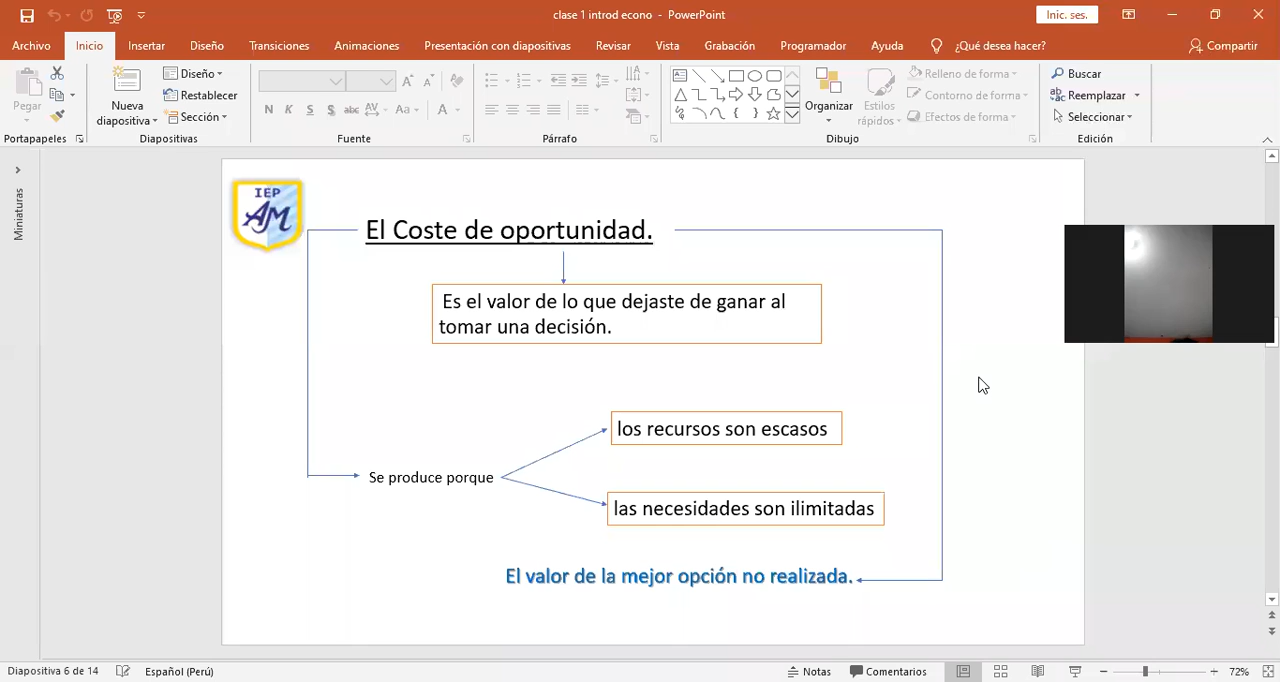 clase 1 introd econo - PowerPoint
Inic. ses.
Archivo Inicio Insertar Diseño Transiciones Animaciones Presentación con diapositivas Revisar Vista Grabación Programador Ayuda ¿Qué desea hacer? Compartir
Pegar
Portapapeles
Nueva
diapositiva
Diseño
Restablecer
Sección
Diapositivas
N K S S abc AV Aa A
Fuente
Párrafo
Organizar
Estilos
rápidos
Relleno de forma
Contorno de forma
Efectos de forma
Dibujo
Buscar
Reemplazar
Seleccionar
Edición
Miniaturas
IEP
AM
El Coste de oportunidad.
Es el valor de lo que dejaste de ganar al
tomar una decisión.
los recursos son escasos
Se produce porque
las necesidades son ilimitadas
El valor de la mejor opción no realizada.
Diapositiva 6 de 14 Español (Perú) Notas Comentarios 72%